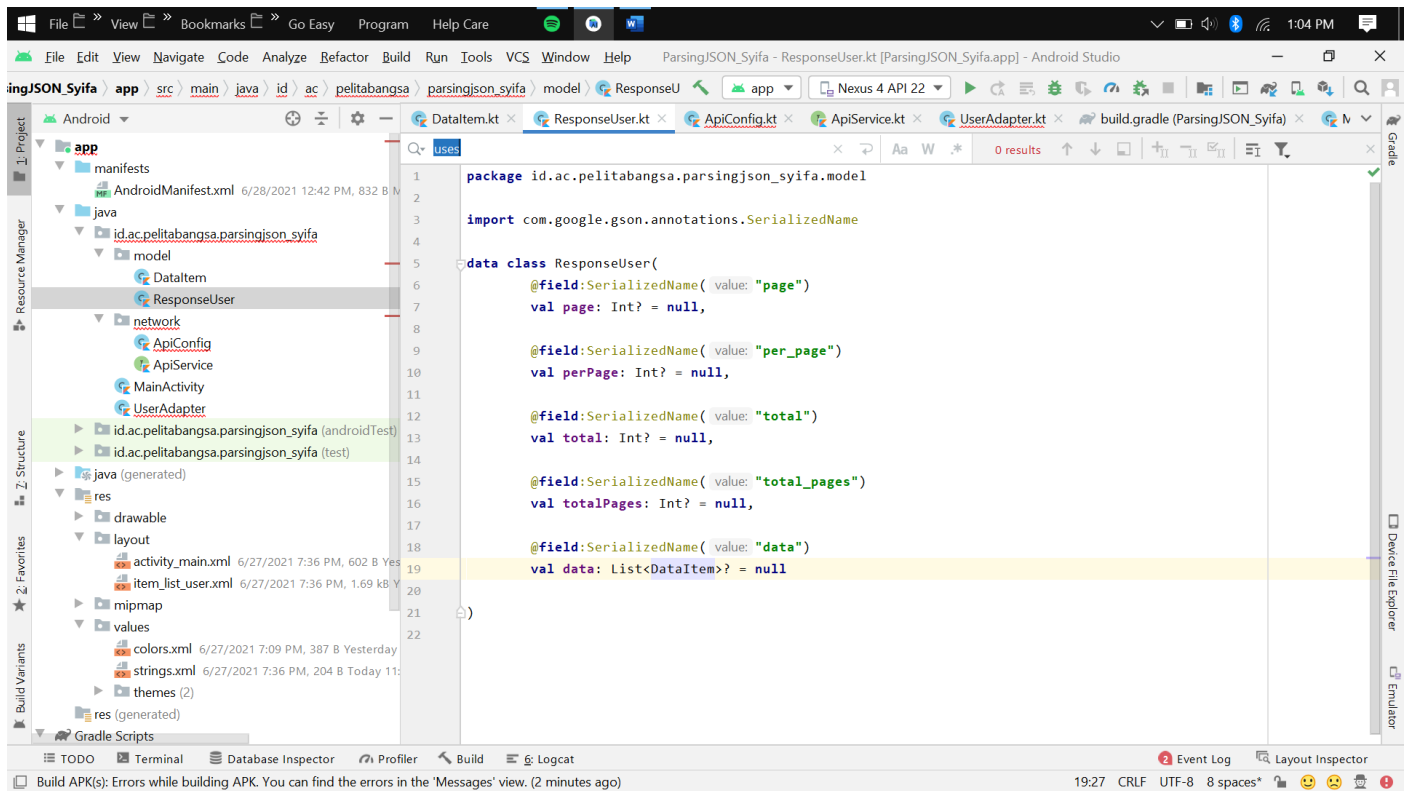 File » View » Bookmarks » Go Easy Program Help Care 1:04 PM
File Edit View Navigate Code Analyze Refactor Build Run Tools VCS Window Help ParsingJSON_Syifa - ResponseUser.kt [ParsingJSON_Syifa.app] - Android Studio
singJSON_Syifa app src main java id ac pelitabangsa parsingjson_syifa model ResponseU app Nexus 4 API 22
Android
DataItem.kt ResponseUser.kt ApiConfig.kt ApiService.kt UserAdapter.kt build.gradle (ParsingJSON_Syifa)
uses Aa W .* 0 results
1: Project
Resource Manager
7: Structure
2: Favorites
Build Variants
app
manifests
AndroidManifest.xml 6/28/2021 12:42 PM, 832 B
java
id.ac.pelitabangsa.parsingjson_syifa
model
DataItem
ResponseUser
network
ApiConfig
ApiService
MainActivity
UserAdapter
id.ac.pelitabangsa.parsingjson_syifa (androidTest)
id.ac.pelitabangsa.parsingjson_syifa (test)
java (generated)
res
drawable
layout
activity_main.xml 6/27/2021 7:36 PM, 602 B Yes
item_list_user.xml 6/27/2021 7:36 PM, 1.69 kB Y
mipmap
values
colors.xml 6/27/2021 7:09 PM, 387 B Yesterday
strings.xml 6/27/2021 7:36 PM, 204 B Today 11:
themes (2)
res (generated)
Gradle Scripts
1 package id.ac.pelitabangsa.parsingjson_syifa.model
2
3 import com.google.gson.annotations.SerializedName
4
5 data class ResponseUser(
6 @field:SerializedName( value: "page")
7 val page: Int? = null,
8
9 @field:SerializedName( value: "per_page")
10 val perPage: Int? = null,
11
12 @field:SerializedName( value: "total")
13 val total: Int? = null,
14
15 @field:SerializedName( value: "total_pages")
16 val totalPages: Int? = null,
17
18 @field:SerializedName( value: "data")
19 val data: List<DataItem>? = null
20
21 )
22
Gradle
Device File Explorer
Emulator
TODO Terminal Database Inspector Profiler Build 6: Logcat 2 Event Log Layout Inspector
Build APK(s): Errors while building APK. You can find the errors in the 'Messages' view. (2 minutes ago) 19:27 CRLF UTF-8 8 spaces*